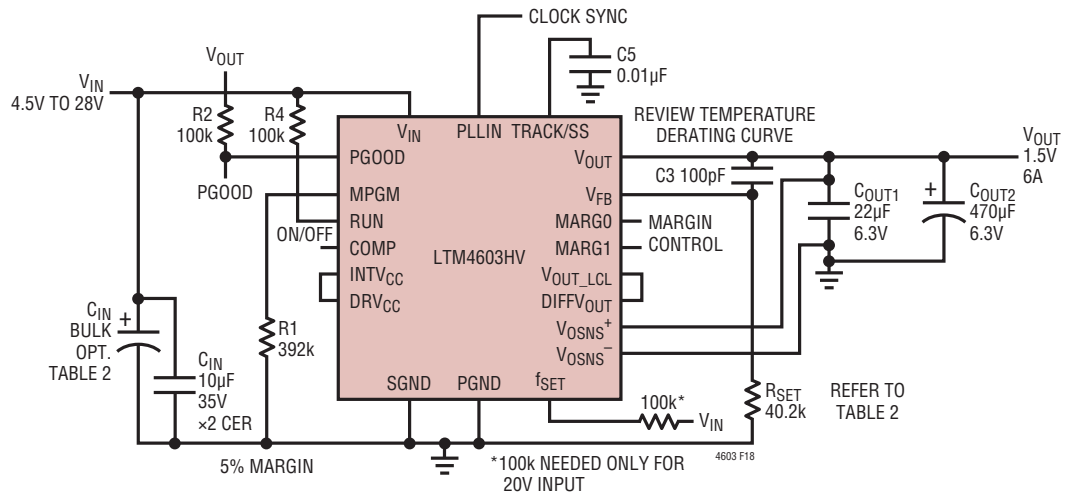 CLOCK SYNC
C5
0.01µF
VOUT
VIN
4.5V TO 28V
R2
100k
R4
100k
REVIEW TEMPERATURE
DERATING CURVE
VIN
PLLIN
TRACK/SS
PGOOD
VOUT
VOUT
1.5V
6A
C3 100pF
PGOOD
MPGM
VFB
COUT1
22µF
6.3V
+
COUT2
470µF
6.3V
RUN
MARG0
MARGIN
CONTROL
ON/OFF
COMP
LTM4603HV
MARG1
INTVCC
VOUT_LCL
DRVCC
DIFFVOUT
VOSNS+
VOSNS−
CIN
BULK
OPT.
TABLE 2
+
R1
392k
CIN
10µF
35V
×2 CER
SGND
PGND
fSET
100k*
VIN
RSET
40.2k
REFER TO
TABLE 2
5% MARGIN
*100k NEEDED ONLY FOR
20V INPUT
4603 F18